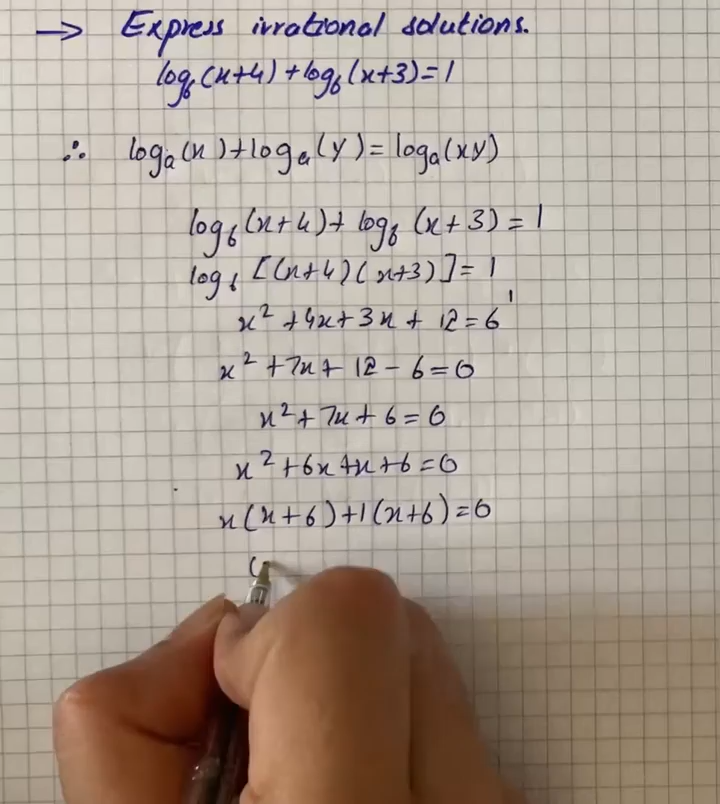 → Express irrational solutions.
log₆(x+4)+log₆(x+3)=1
∴ logₐ(x)+logₐ(y)=logₐ(xy)
log₆(x+4)+log₆(x+3)=1
log₆[(x+4)(x+3)]=1
x²+4x+3x+12=6¹
x²+7x+12-6=0
x²+7x+6=0
x²+6x+x+6=0
x(x+6)+1(x+6)=0
(